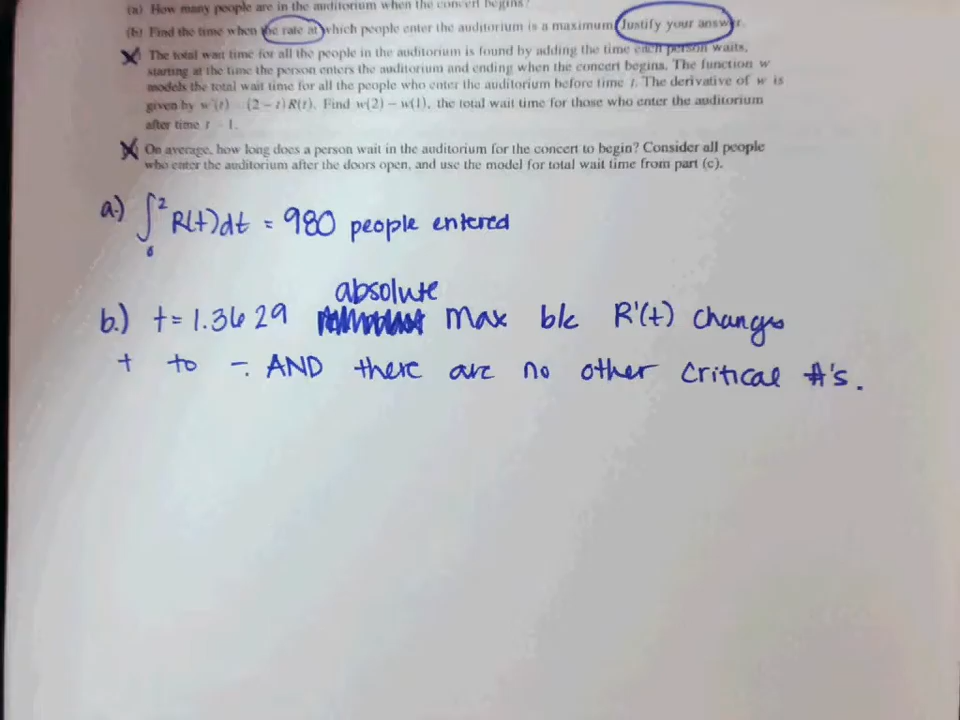 (a) How many people are in the auditorium when the concert begins?
(b) Find the time when the rate at which people enter the auditorium is a maximum. Justify your answer.
The total wait time for all the people in the auditorium is found by adding the time each person waits,
starting at the time the person enters the auditorium and ending when the concert begins. The function w
models the total wait time for all the people who enter the auditorium before time t. The derivative of w is
given by w'(t) = (2 − t) R(t). Find w(2) − w(1), the total wait time for those who enter the auditorium
after time t = 1.
On average, how long does a person wait in the auditorium for the concert to begin? Consider all people
who enter the auditorium after the doors open, and use the model for total wait time from part (c).
a.) ∫₀² R(t)dt = 980 people entered
absolute
b.) t = 1.3629 max b/c R'(t) changes
+ to −. AND there are no other critical #'s.